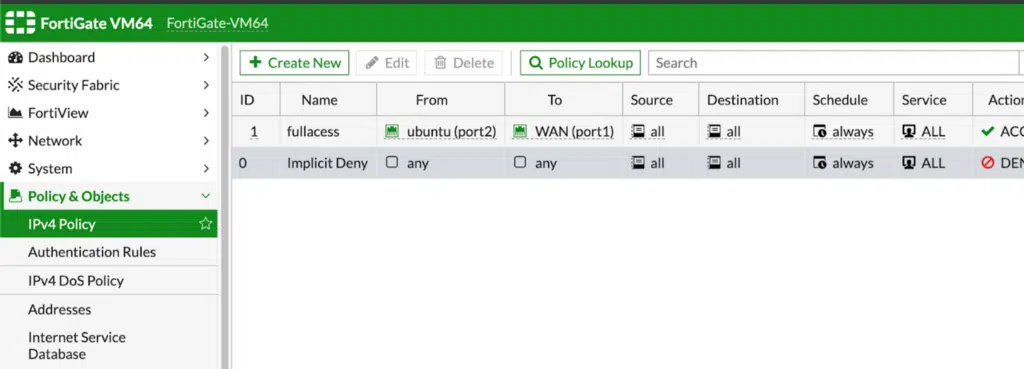 FortiGate VM64 FortiGate-VM64
Dashboard
Security Fabric
FortiView
Network
System
Policy & Objects
IPv4 Policy
Authentication Rules
IPv4 DoS Policy
Addresses
Internet Service
Database
Create New Edit Delete Policy Lookup Search
ID Name From To Source Destination Schedule Service Action
1 fullacess ubuntu (port2) WAN (port1) all all always ALL ACC
0 Implicit Deny any any all all always ALL DEN